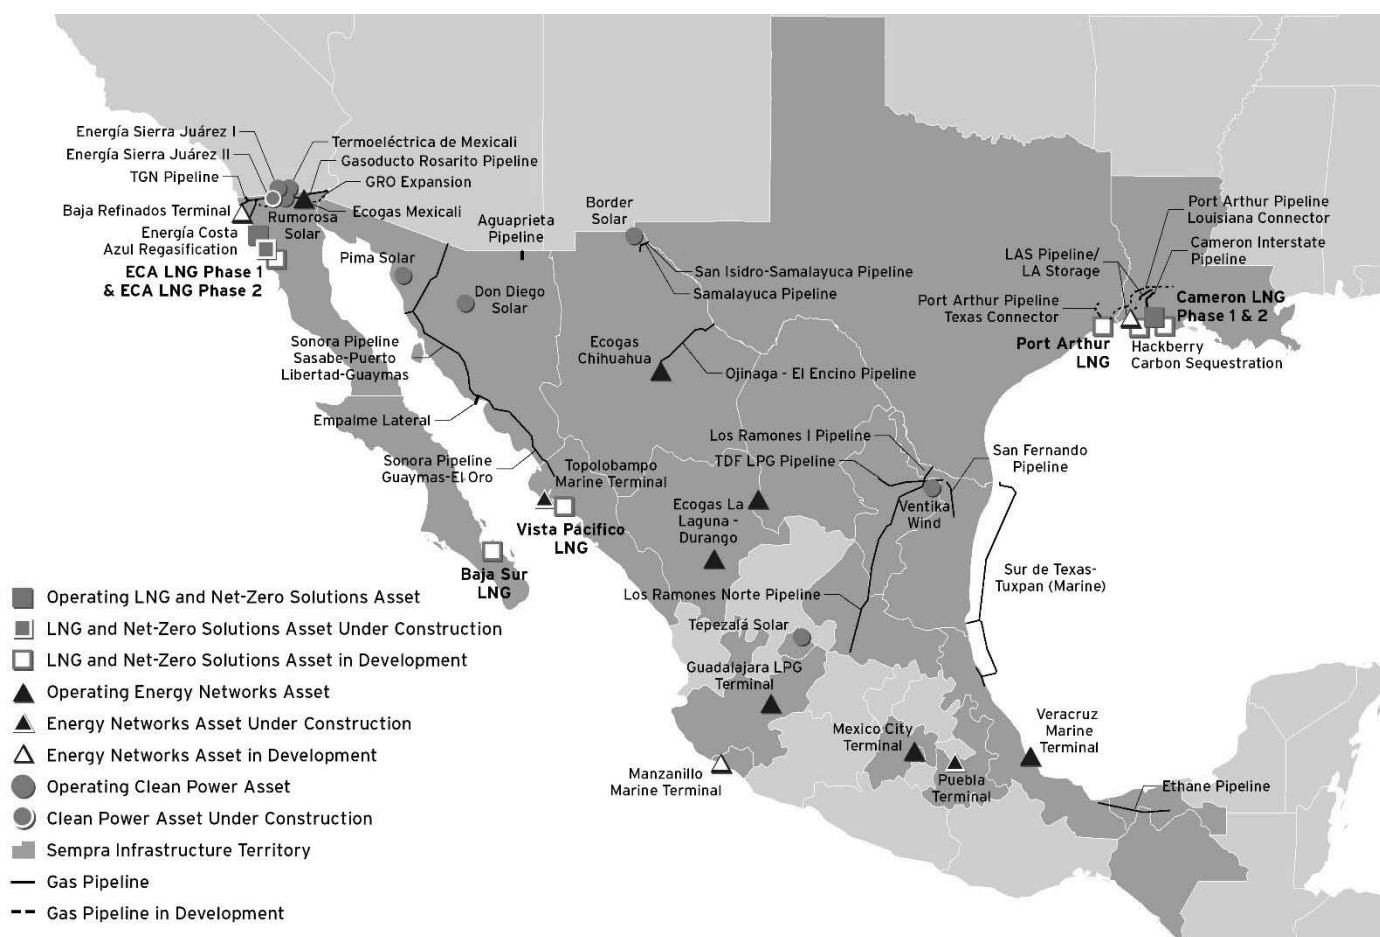 Energía Sierra Juárez I
Energía Sierra Juárez II
TGN Pipeline
Baja Refinados Terminal
Energía Costa
Azul Regasification
ECA LNG Phase 1
& ECA LNG Phase 2
Termoeléctrica de Mexicali
Gasoducto Rosarito Pipeline
GRO Expansion
Ecogas Mexicali
Rumorosa
Solar
Pima Solar
Aguaprieta
Pipeline
Don Diego
Solar
Border
Solar
San Isidro-Samalayuca Pipeline
Samalayuca Pipeline
Sonora Pipeline
Sasabe-Puerto
Libertad-Guaymas
Empalme Lateral
Sonora Pipeline
Guaymas-El Oro
Ecogas
Chihuahua
Ojinaga - El Encino Pipeline
Port Arthur Pipeline
Louisiana Connector
Cameron Interstate
Pipeline
LAS Pipeline/
LA Storage
Port Arthur Pipeline
Texas Connector
Cameron LNG
Phase 1 & 2
Port Arthur
LNG
Hackberry
Carbon Sequestration
Topolobampo
Marine Terminal
Vista Pacifico
LNG
Baja Sur
LNG
Los Ramones I Pipeline
TDF LPG Pipeline
San Fernando
Pipeline
Ventika
Wind
Ecogas La
Laguna -
Durango
Los Ramones Norte Pipeline
Sur de Texas-
Tuxpan (Marine)
Tepezalá Solar
Guadalajara LPG
Terminal
Manzanillo
Marine Terminal
Mexico City
Terminal
Puebla
Terminal
Veracruz
Marine
Terminal
Ethane Pipeline
Operating LNG and Net-Zero Solutions Asset
LNG and Net-Zero Solutions Asset Under Construction
LNG and Net-Zero Solutions Asset in Development
Operating Energy Networks Asset
Energy Networks Asset Under Construction
Energy Networks Asset in Development
Operating Clean Power Asset
Clean Power Asset Under Construction
Sempra Infrastructure Territory
Gas Pipeline
Gas Pipeline in Development